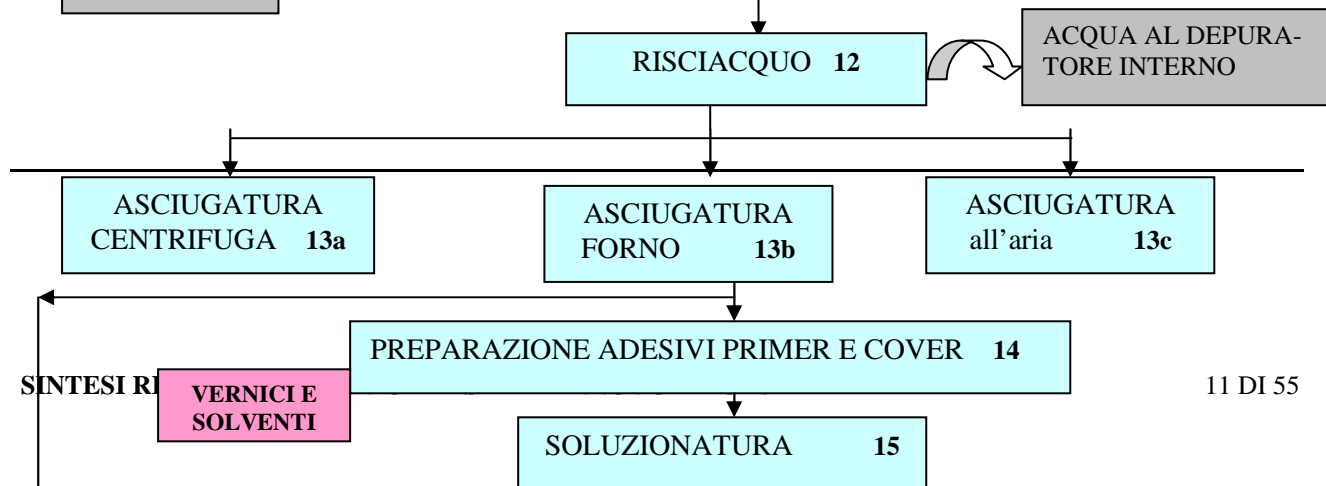 RISCIACQUO 12
ACQUA AL DEPURA-
TORE INTERNO
ASCIUGATURA
CENTRIFUGA 13a
ASCIUGATURA
FORNO 13b
ASCIUGATURA
all'aria 13c
PREPARAZIONE ADESIVI PRIMER E COVER 14
SINTESI
11 DI 55
VERNICI E
SOLVENTI
SOLUZIONATURA 15